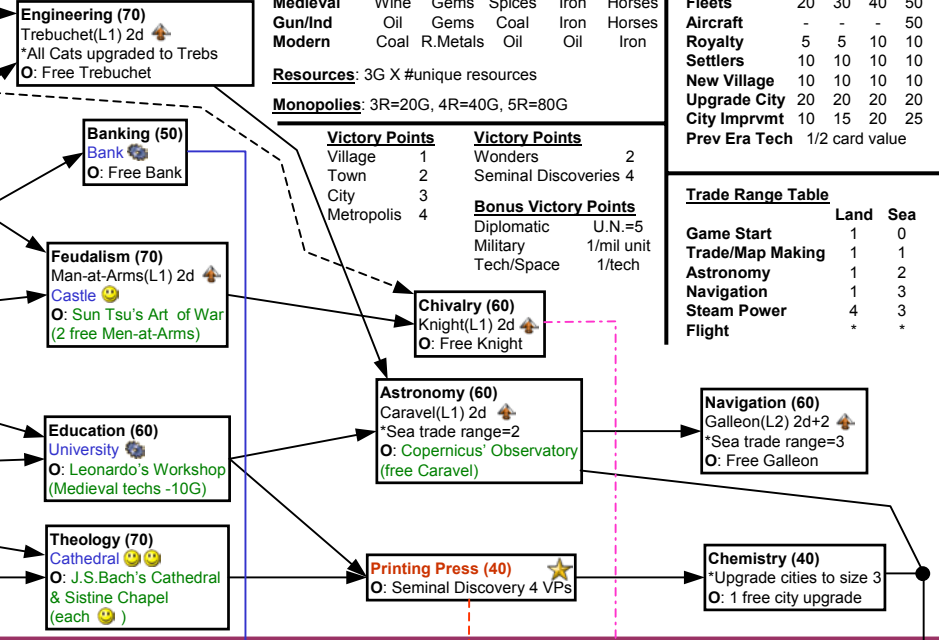 Engineering (70)
Trebuchet(L1) 2d
*All Cats upgraded to Trebs
O: Free Trebuchet
Medieval Wine Gems Spices Iron Horses
Gun/Ind Oil Gems Coal Iron Horses
Modern Coal R.Metals Oil Oil Iron
Resources: 3G X #unique resources
Monopolies: 3R=20G, 4R=40G, 5R=80G
Fleets 20 30 40 50
Aircraft - - - 50
Royalty 5 5 10 10
Settlers 10 10 10 10
New Village 10 10 10 10
Upgrade City 20 20 20 20
City Imprvmt 10 15 20 25
Prev Era Tech 1/2 card value
Banking (50)
Bank
O: Free Bank
Victory Points
Village 1
Town 2
City 3
Metropolis 4
Victory Points
Wonders 2
Seminal Discoveries 4
Bonus Victory Points
Diplomatic U.N.=5
Military 1/mil unit
Tech/Space 1/tech
Trade Range Table
Land Sea
Game Start 1 0
Trade/Map Making 1 1
Astronomy 1 2
Navigation 1 3
Steam Power 4 3
Flight * *
Feudalism (70)
Man-at-Arms(L1) 2d
Castle
O: Sun Tsu's Art of War
(2 free Men-at-Arms)
Chivalry (60)
Knight(L1) 2d
O: Free Knight
Astronomy (60)
Caravel(L1) 2d
*Sea trade range=2
O: Copernicus' Observatory
(free Caravel)
Navigation (60)
Galleon(L2) 2d+2
*Sea trade range=3
O: Free Galleon
Education (60)
University
O: Leonardo's Workshop
(Medieval techs -10G)
Theology (70)
Cathedral
O: J.S.Bach's Cathedral
& Sistine Chapel
(each )
Printing Press (40)
O: Seminal Discovery 4 VPs
Chemistry (40)
*Upgrade cities to size 3
O: 1 free city upgrade